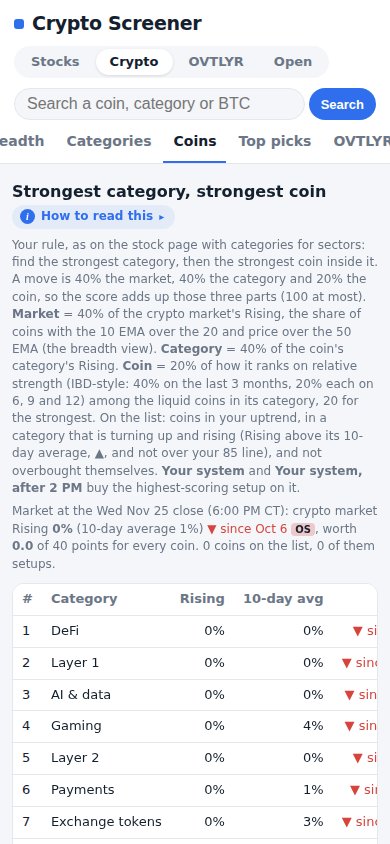 Crypto Screener
Stocks Crypto OVTLYR Open
Search a coin, category or BTC Search
eadth Categories Coins Top picks OVTLYR
Strongest category, strongest coin
i How to read this ▸
Your rule, as on the stock page with categories for sectors:
find the strongest category, then the strongest coin inside it.
A move is 40% the market, 40% the category and 20% the
coin, so the score adds up those three parts (100 at most).
Market = 40% of the crypto market's Rising, the share of
coins with the 10 EMA over the 20 and price over the 50
EMA (the breadth view). Category = 40% of the coin's
category's Rising. Coin = 20% of how it ranks on relative
strength (IBD-style: 40% on the last 3 months, 20% each on
6, 9 and 12) among the liquid coins in its category, 20 for
the strongest. On the list: coins in your uptrend, in a
category that is turning up and rising (Rising above its 10-
day average, ▲, and not over your 85 line), and not
overbought themselves. Your system and Your system,
after 2 PM buy the highest-scoring setup on it.
Market at the Wed Nov 25 close (6:00 PM CT): crypto market
Rising 0% (10-day average 1%) ▼ since Oct 6 OS, worth
0.0 of 40 points for every coin. 0 coins on the list, 0 of them
setups.
# Category Rising 10-day avg
1 DeFi 0% 0% ▼ si
2 Layer 1 0% 0% ▼ sinc
3 AI & data 0% 0% ▼ sin
4 Gaming 0% 4% ▼ sin
5 Layer 2 0% 0% ▼ si
6 Payments 0% 1% ▼ sin
7 Exchange tokens 0% 3% ▼ sinc